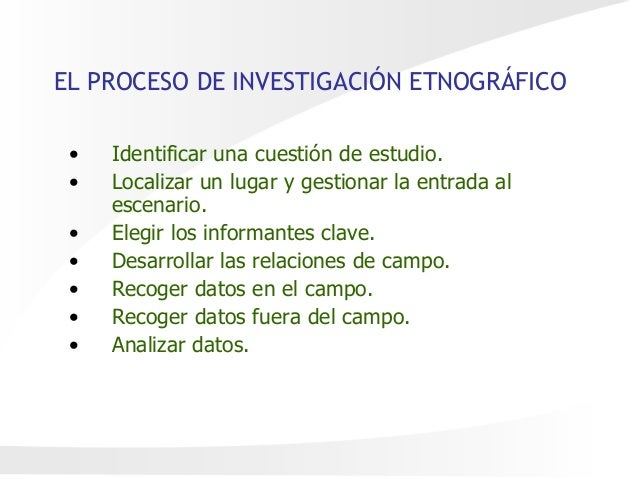 EL PROCESO DE INVESTIGACIÓN ETNOGRÁFICO
• Identificar una cuestión de estudio.
• Localizar un lugar y gestionar la entrada al
escenario.
• Elegir los informantes clave.
• Desarrollar las relaciones de campo.
• Recoger datos en el campo.
• Recoger datos fuera del campo.
• Analizar datos.